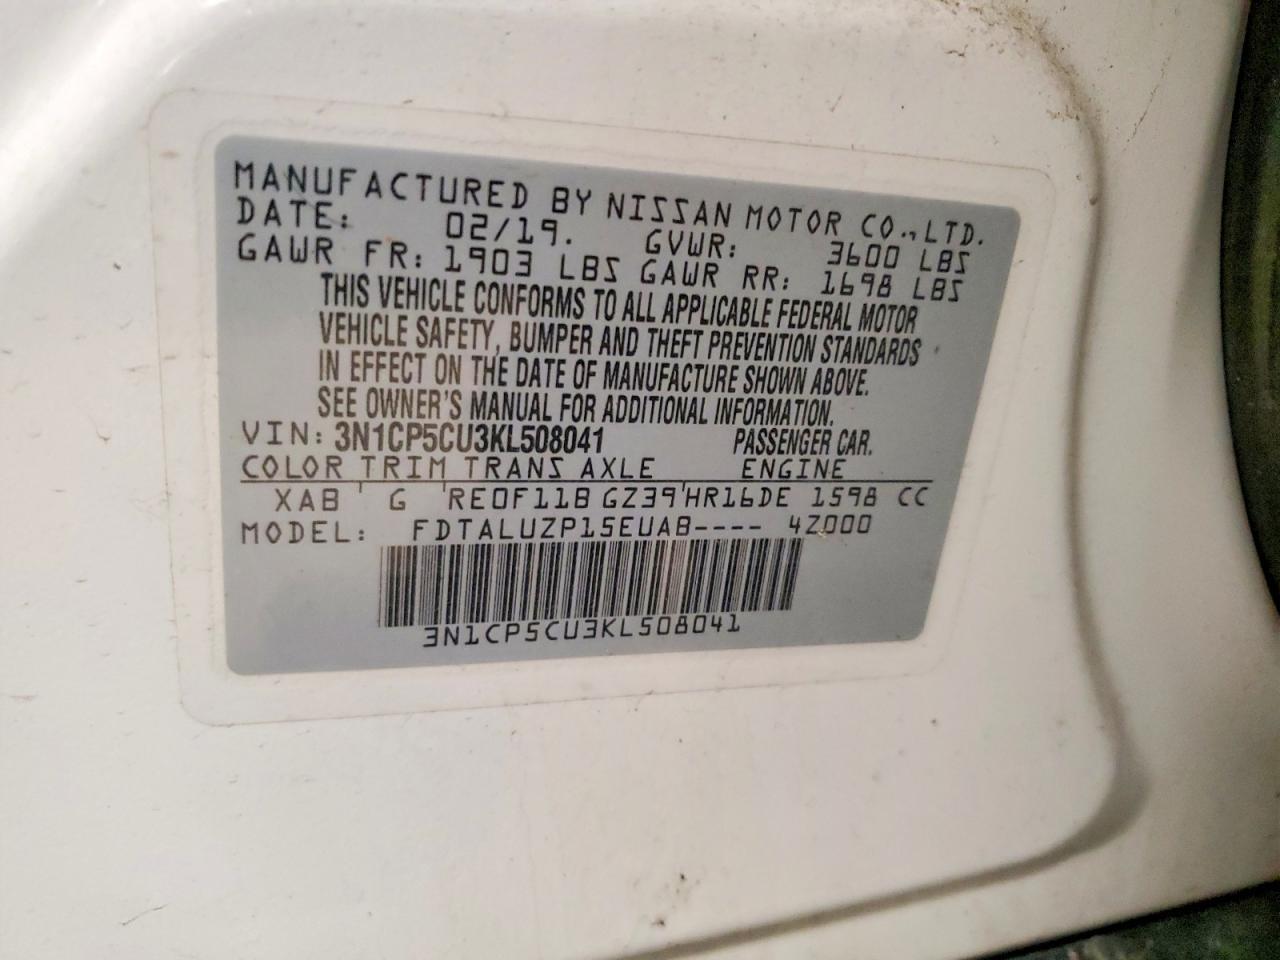 MANUFACTURED BY NISSAN MOTOR CO., LTD.
DATE: 02/19. GVWR: 3600 LBS
GAWR FR: 1903 LBS GAWR RR: 1698 LBS
THIS VEHICLE CONFORMS TO ALL APPLICABLE FEDERAL MOTOR
VEHICLE SAFETY, BUMPER AND THEFT PREVENTION STANDARDS
IN EFFECT ON THE DATE OF MANUFACTURE SHOWN ABOVE.
SEE OWNER'S MANUAL FOR ADDITIONAL INFORMATION.
VIN: 3N1CP5CU3KL508041 PASSENGER CAR.
COLOR TRIM TRANS AXLE ENGINE
XAB G RE0F11B GZ39 HR16DE 1598 CC
MODEL: FDTALUZP15EUAB---- 4Z000
3N1CP5CU3KL508041